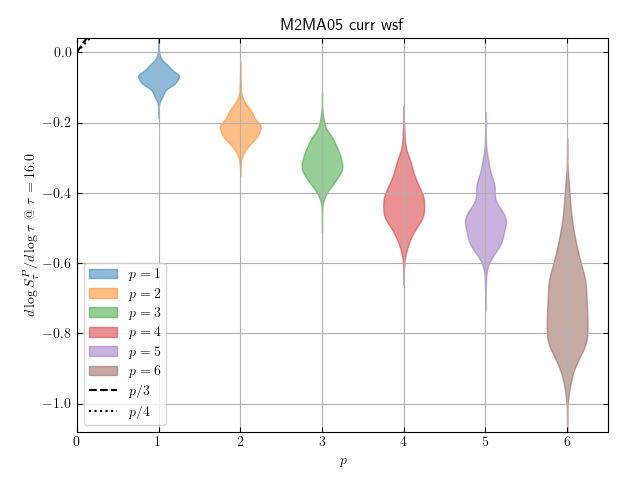 M2MA05 curr wsf
d log S_τ^P / d log τ @ τ = 16.0
0.0
−0.2
−0.4
−0.6
−0.8
−1.0
p = 1
p = 2
p = 3
p = 4
p = 5
p = 6
p/3
p/4
0 1 2 3 4 5 6
p